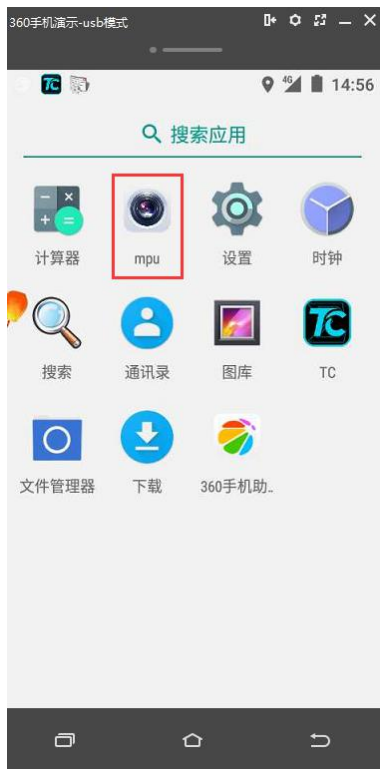 360手机演示-usb模式
TC
4G 14:56
搜索应用
计算器
mpu
设置
时钟
TC
搜索
通讯录
图库
TC
文件管理器
下载
360手机助..